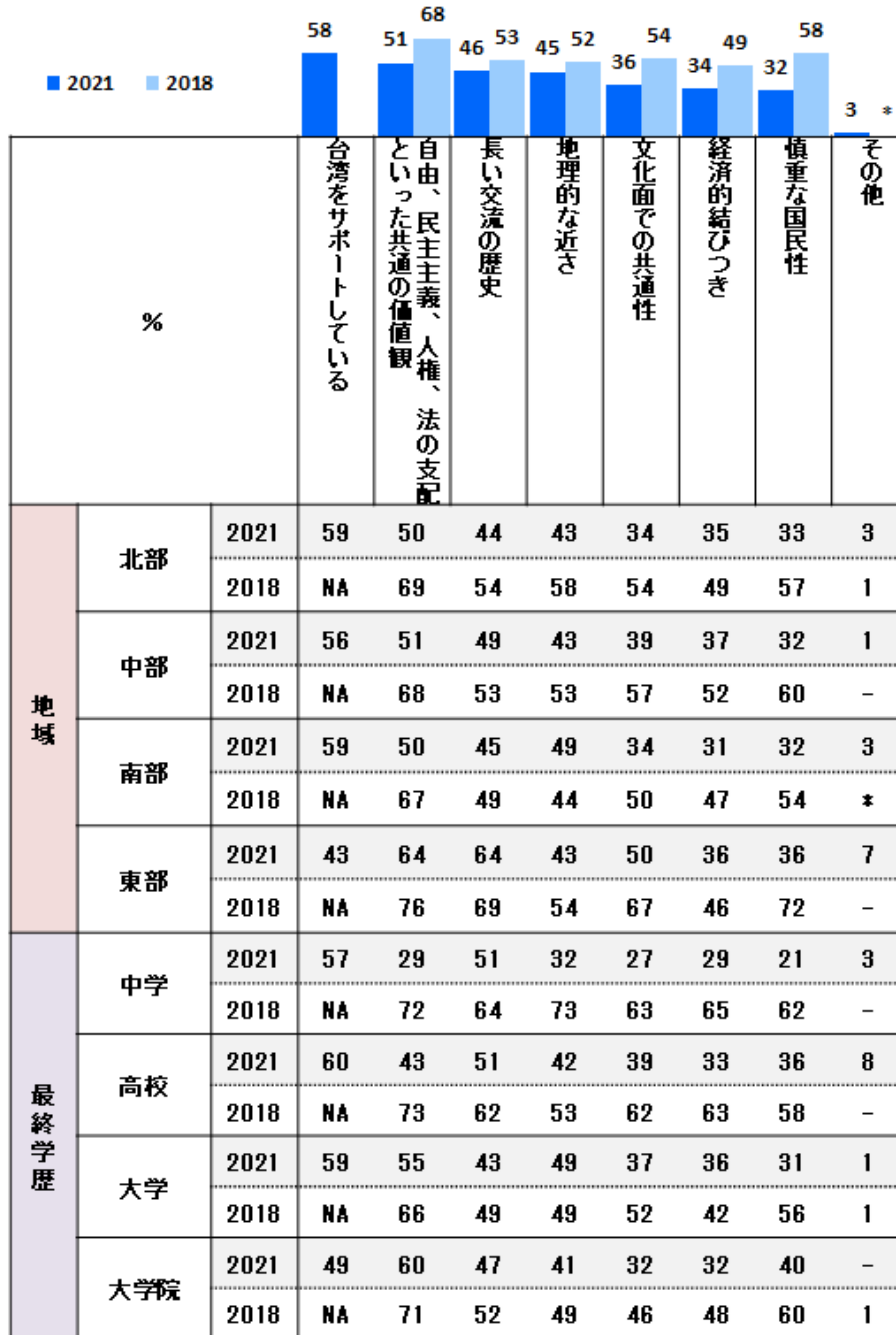 58 51 68 46 53 45 52 36 54 34 49 32 58 3 *
2021 2018
%
台湾をサポートしている
自由、民主主義、人権、法の支配
といった共通の価値観
長い交流の歴史
地理的な近さ
文化面での共通性
経済的結びつき
慎重な国民性
その他
地域
北部
2021 59 50 44 43 34 35 33 3
2018 NA 69 54 58 54 49 57 1
中部
2021 56 51 49 43 39 37 32 1
2018 NA 68 53 53 57 52 60 -
南部
2021 59 50 45 49 34 31 32 3
2018 NA 67 49 44 50 47 54 *
東部
2021 43 64 64 43 50 36 36 7
2018 NA 76 69 54 67 46 72 -
最終学歴
中学
2021 57 29 51 32 27 29 21 3
2018 NA 72 64 73 63 65 62 -
高校
2021 60 43 51 42 39 33 36 8
2018 NA 73 62 53 62 63 58 -
大学
2021 59 55 43 49 37 36 31 1
2018 NA 66 49 49 52 42 56 1
大学院
2021 49 60 47 41 32 32 40 -
2018 NA 71 52 49 46 48 60 1